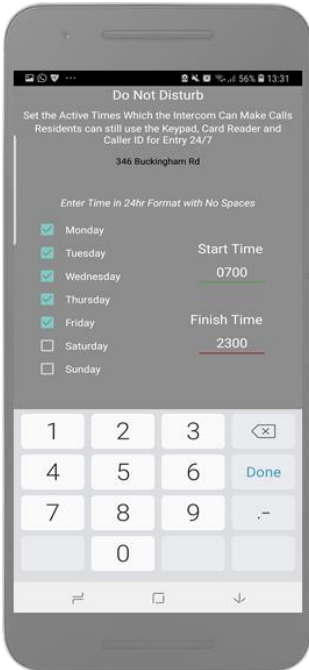 56% 13:31
Do Not Disturb
Set the Active Times Which the Intercom Can Make Calls
Residents can still use the Keypad, Card Reader and
Caller ID for Entry 24/7
346 Buckingham Rd
Enter Time in 24hr Format with No Spaces
Monday
Tuesday
Wednesday
Thursday
Friday
Saturday
Sunday
Start Time
0700
Finish Time
2300
1 2 3
4 5 6 Done
7 8 9 .-
0